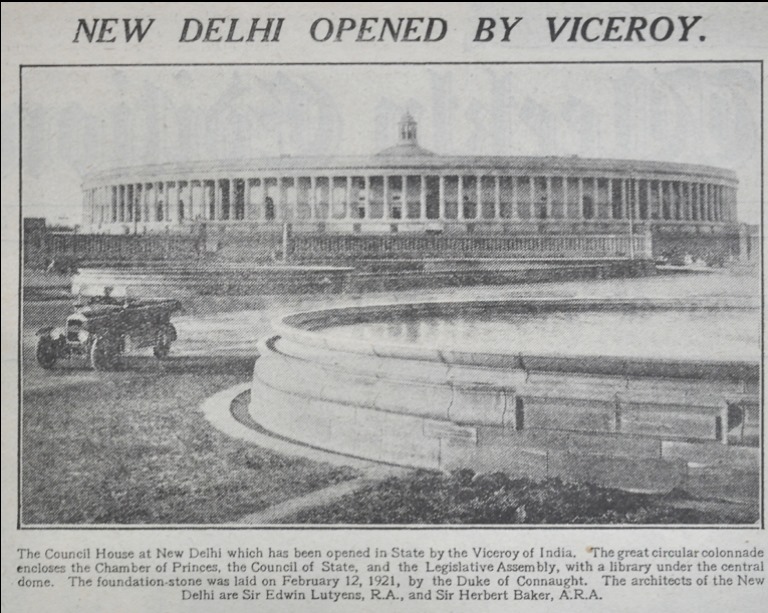 NEW DELHI OPENED BY VICEROY.
The Council House at New Delhi which has been opened in State by the Viceroy of India. The great circular colonnade
encloses the Chamber of Princes, the Council of State, and the Legislative Assembly, with a library under the central
dome. The foundation-stone was laid on February 12, 1921, by the Duke of Connaught. The architects of the New
Delhi are Sir Edwin Lutyens, R.A., and Sir Herbert Baker, A.R.A.